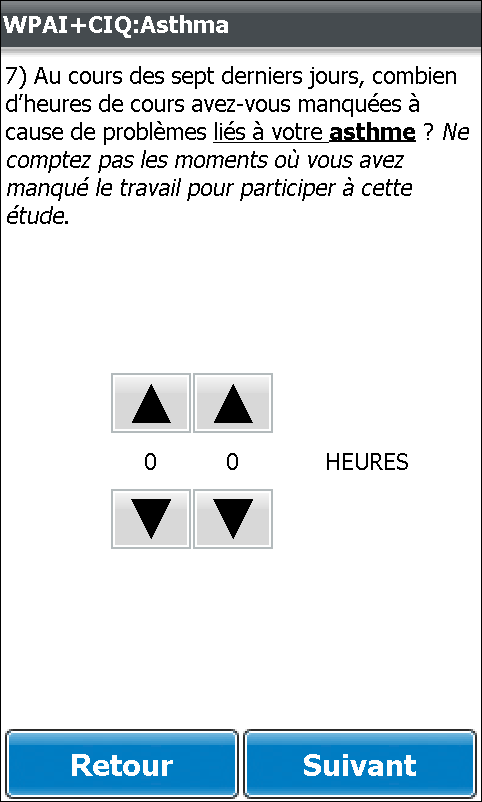 WPAI+CIQ:Asthma
7) Au cours des sept derniers jours, combien
d’heures de cours avez-vous manquées à
cause de problèmes liés à votre asthme ? Ne
comptez pas les moments où vous avez
manqué le travail pour participer à cette
étude.
0 0 HEURES
Retour Suivant